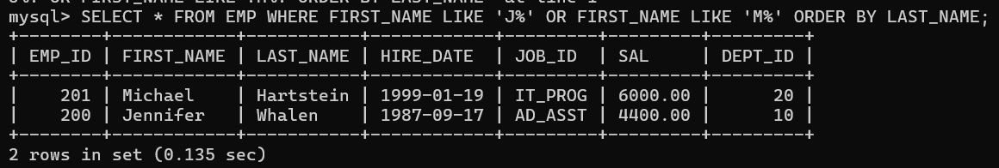 mysql> SELECT * FROM EMP WHERE FIRST_NAME LIKE 'J%' OR FIRST_NAME LIKE 'M%' ORDER BY LAST_NAME;
+--------+------------+-----------+------------+---------+---------+---------+
| EMP_ID | FIRST_NAME | LAST_NAME | HIRE_DATE  | JOB_ID  | SAL     | DEPT_ID |
+--------+------------+-----------+------------+---------+---------+---------+
|    201 | Michael    | Hartstein | 1999-01-19 | IT_PROG | 6000.00 |      20 |
|    200 | Jennifer   | Whalen    | 1987-09-17 | AD_ASST | 4400.00 |      10 |
+--------+------------+-----------+------------+---------+---------+---------+
2 rows in set (0.135 sec)